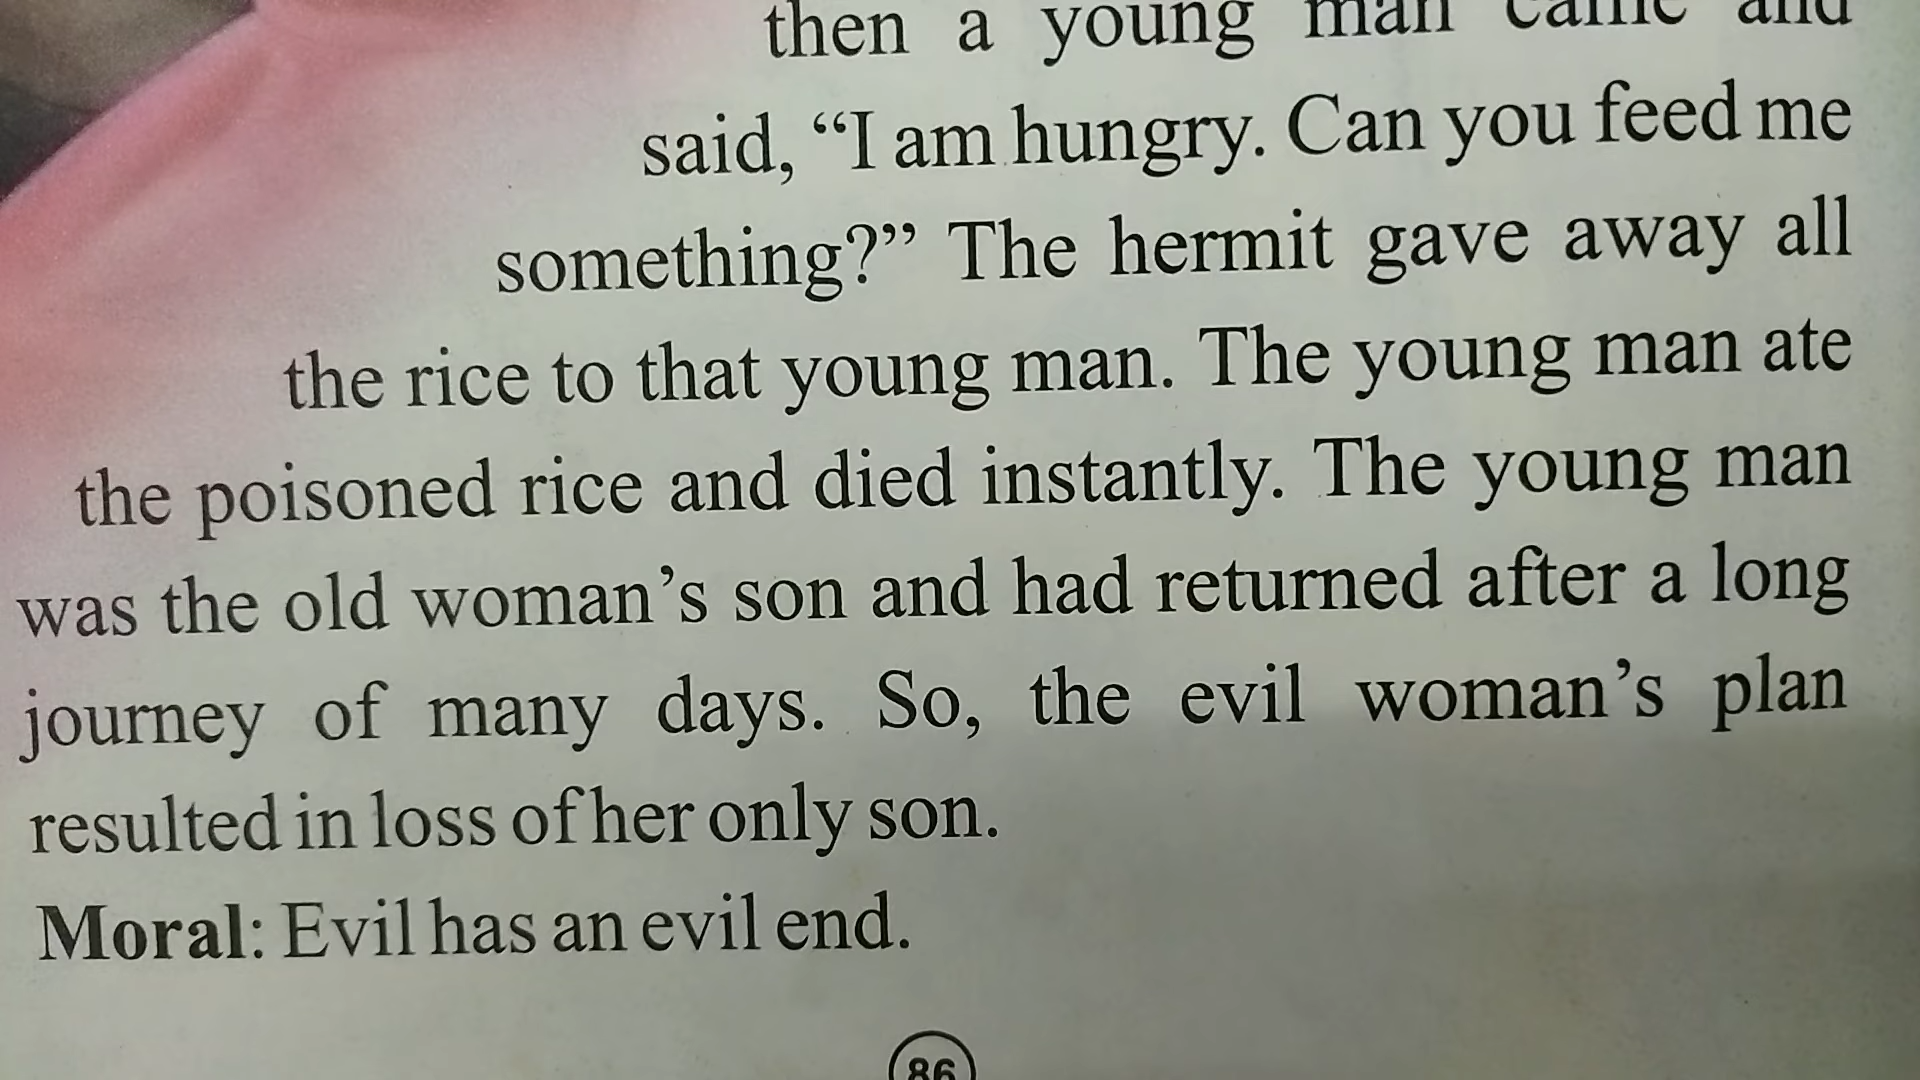 then a young man came and
said, “I am hungry. Can you feed me
something?” The hermit gave away all
the rice to that young man. The young man ate
the poisoned rice and died instantly. The young man
was the old woman’s son and had returned after a long
journey of many days. So, the evil woman’s plan
resulted in loss of her only son.
Moral: Evil has an evil end.
86